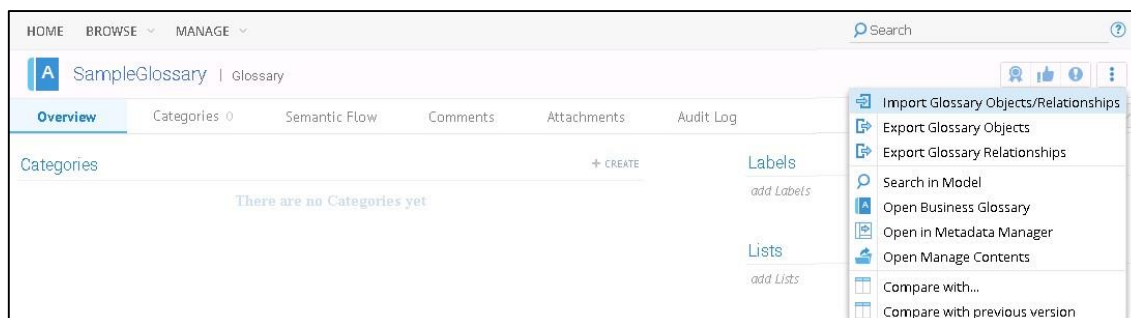 HOME BROWSE MANAGE Search
A SampleGlossary | Glossary
Overview Categories 0 Semantic Flow Comments Attachments Audit Log
Import Glossary Objects/Relationships
Export Glossary Objects
Export Glossary Relationships
Search in Model
Open Business Glossary
Open in Metadata Manager
Open Manage Contents
Compare with...
Compare with previous version
Categories + CREATE
There are no Categories yet
Labels
add Labels
Lists
add Lists